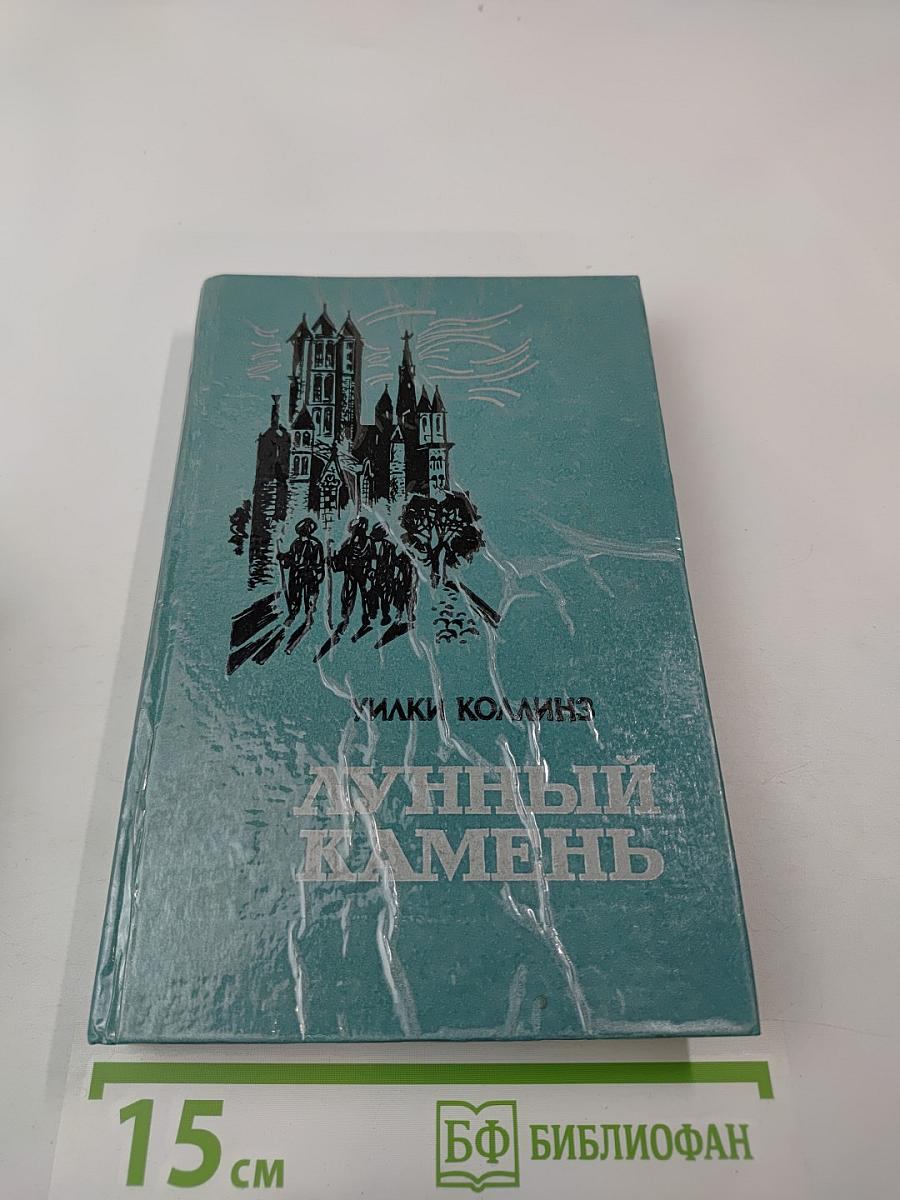 УИЛКИ КОЛЛИНЗ
ЛУННЫЙ
КАМЕНЬ
15 см
БФ БИБЛИОФАН